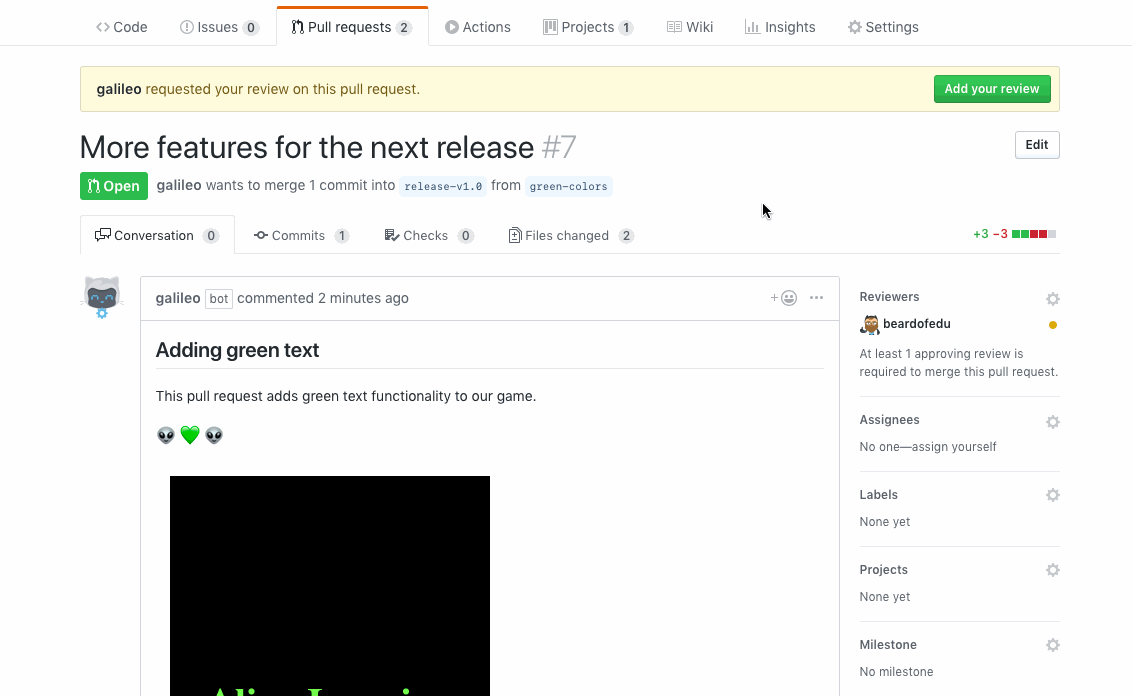 Code Issues 0 Pull requests 2 Actions Projects 1 Wiki Insights Settings
galileo requested your review on this pull request. Add your review
More features for the next release #7 Edit
Open galileo wants to merge 1 commit into release-v1.0 from green-colors
Conversation 0 Commits 1 Checks 0 Files changed 2 +3 −3
galileo bot commented 2 minutes ago
Adding green text
This pull request adds green text functionality to our game.
Reviewers
beardofedu
At least 1 approving review is
required to merge this pull request.
Assignees
No one—assign yourself
Labels
None yet
Projects
None yet
Milestone
No milestone